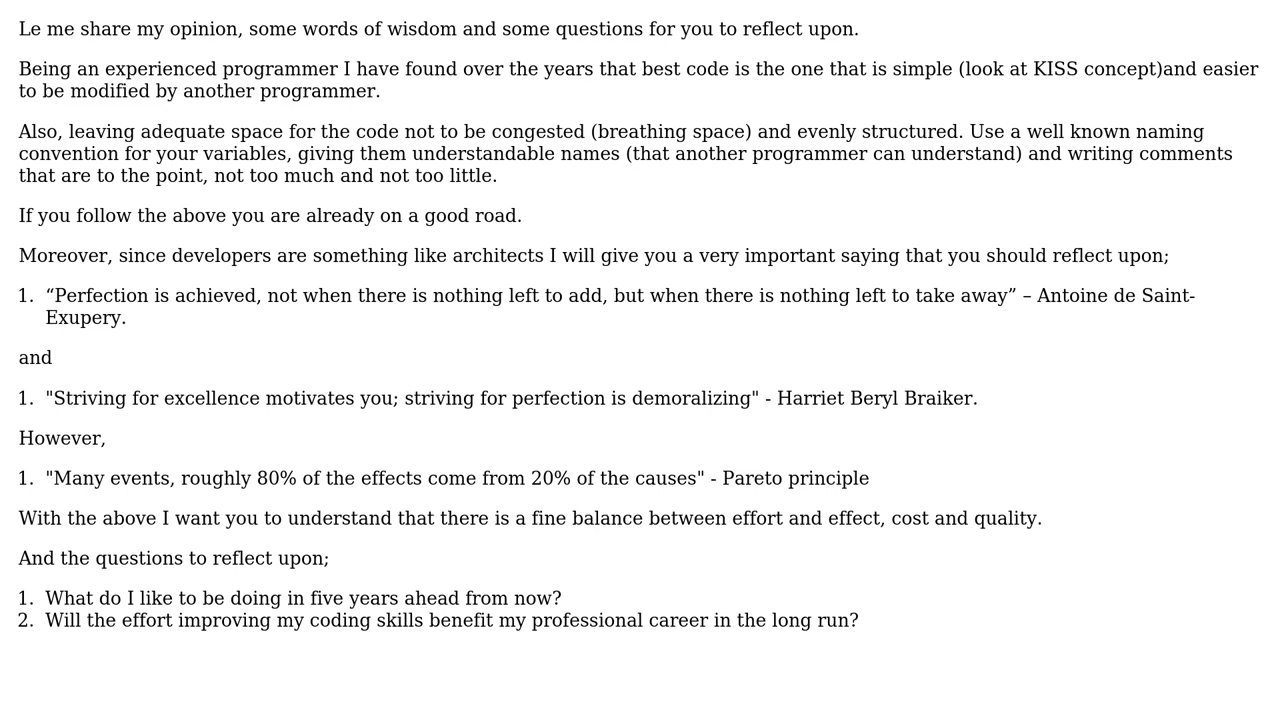 Le me share my opinion, some words of wisdom and some questions for you to reflect upon.
Being an experienced programmer I have found over the years that best code is the one that is simple (look at KISS concept)and easier
to be modified by another programmer.
Also, leaving adequate space for the code not to be congested (breathing space) and evenly structured. Use a well known naming
convention for your variables, giving them understandable names (that another programmer can understand) and writing comments
that are to the point, not too much and not too little.
If you follow the above you are already on a good road.
Moreover, since developers are something like architects I will give you a very important saying that you should reflect upon;
1. “Perfection is achieved, not when there is nothing left to add, but when there is nothing left to take away” – Antoine de Saint-
Exupery.
and
1. "Striving for excellence motivates you; striving for perfection is demoralizing" - Harriet Beryl Braiker.
However,
1. "Many events, roughly 80% of the effects come from 20% of the causes" - Pareto principle
With the above I want you to understand that there is a fine balance between effort and effect, cost and quality.
And the questions to reflect upon;
1. What do I like to be doing in five years ahead from now?
2. Will the effort improving my coding skills benefit my professional career in the long run?